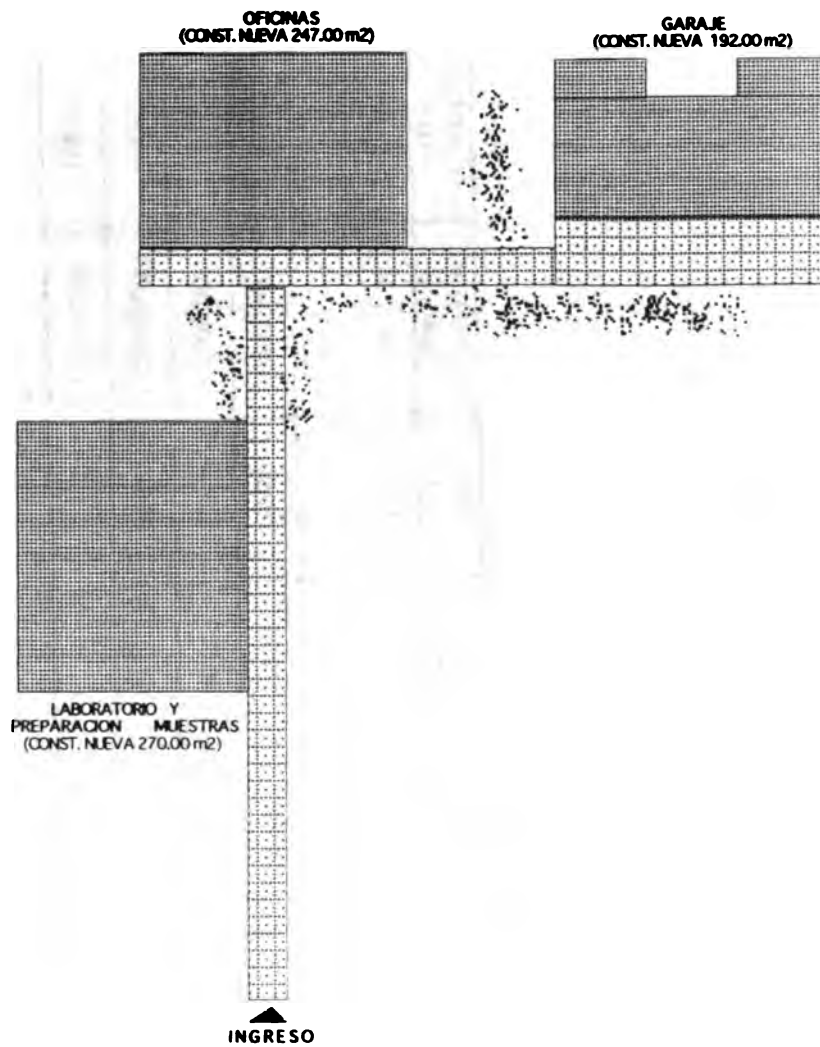 OFICINAS
(CONST. NUEVA 247.00 m2)
GARAJE
(CONST. NUEVA 192.00 m2)
LABORATORIO Y
PREPARACION MUESTRAS
(CONST. NUEVA 270.00 m2)
INGRESO